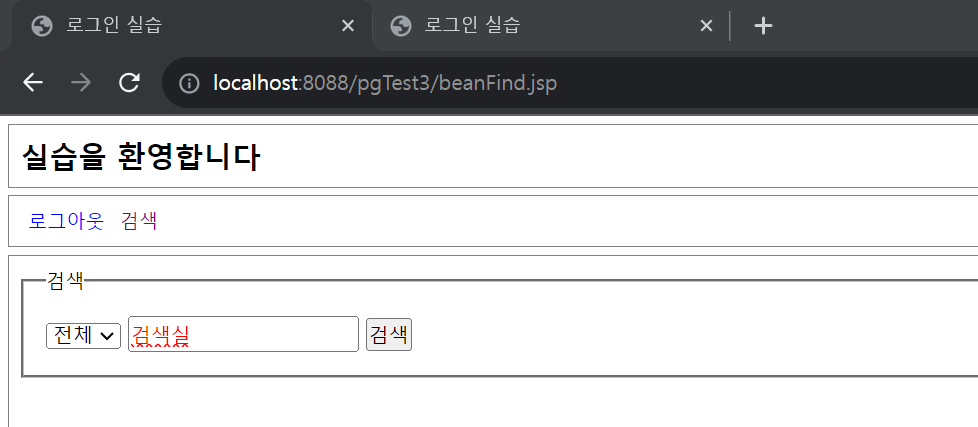 로그인 실습 로그인 실습
localhost:8088/pgTest3/beanFind.jsp
실습을 환영합니다
로그아웃 검색
검색
전체 검색실 검색